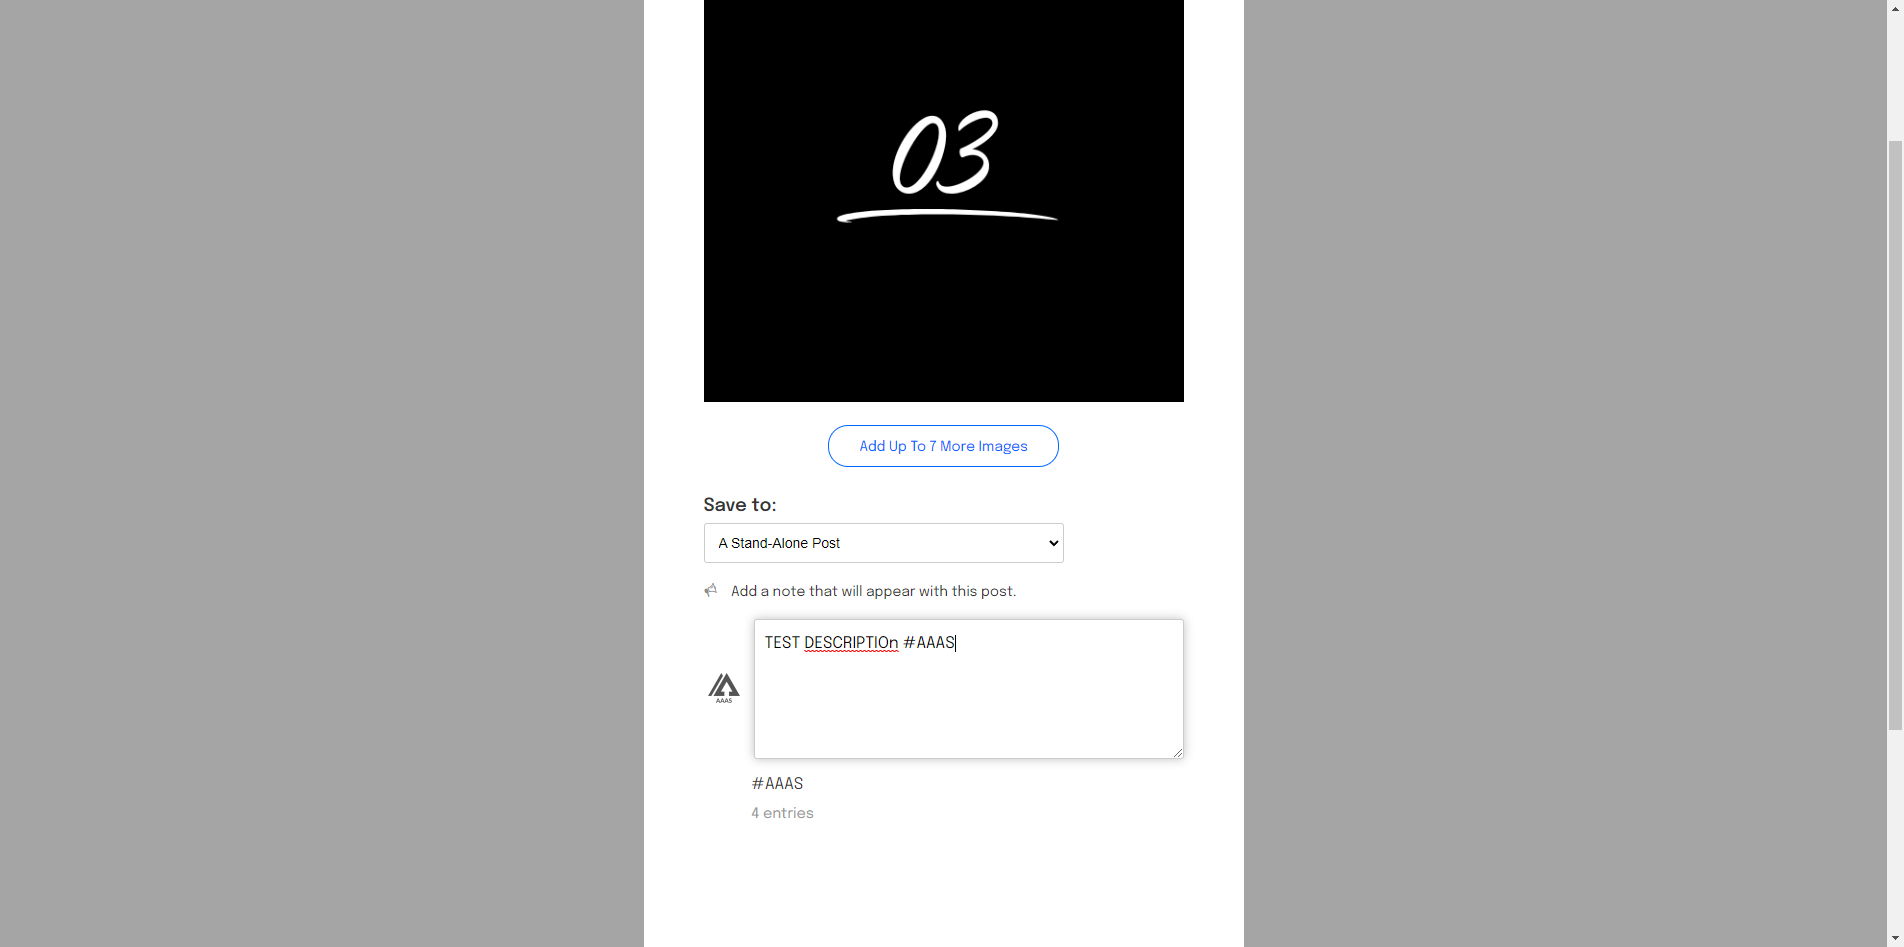 03
Add Up To 7 More Images
Save to:
A Stand-Alone Post
Add a note that will appear with this post.
TEST DESCRIPTIOn #AAAS
AAAS
#AAAS
4 entries